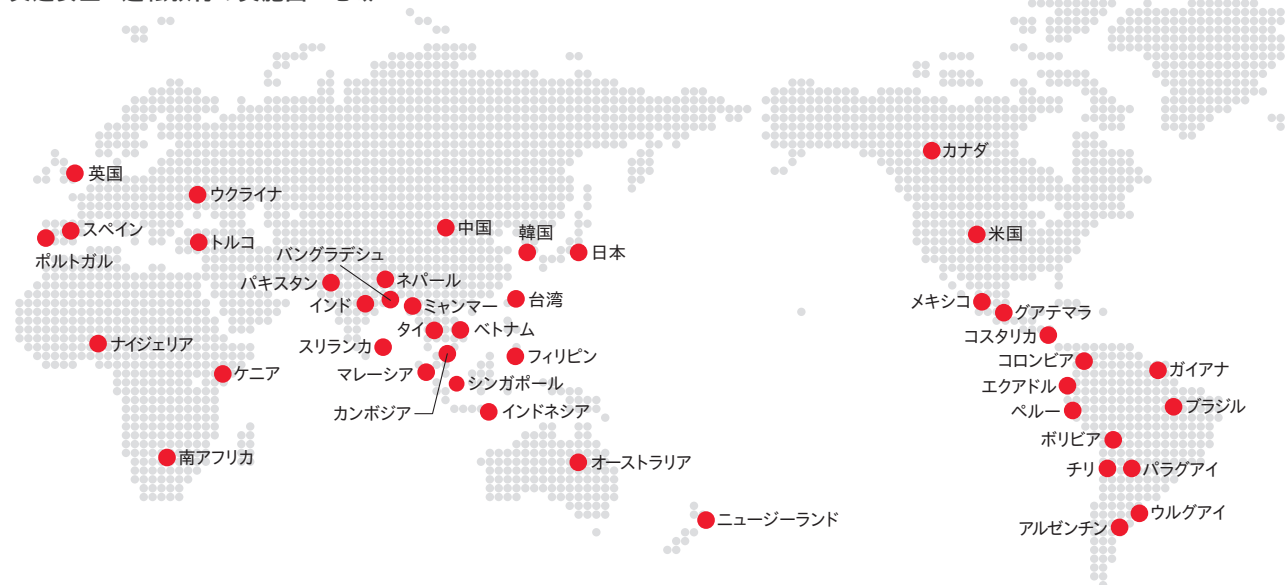 英国
ウクライナ
スペイン
ポルトガル
トルコ
中国
韓国
日本
バングラデシュ
パキスタン
ネパール
インド
ミャンマー
台湾
タイ
ベトナム
スリランカ
フィリピン
マレーシア
シンガポール
カンボジア
インドネシア
ナイジェリア
ケニア
南アフリカ
オーストラリア
ニュージーランド
カナダ
米国
メキシコ
グアテマラ
コスタリカ
コロンビア
ガイアナ
エクアドル
ペルー
ブラジル
ボリビア
チリ
パラグアイ
ウルグアイ
アルゼンチン